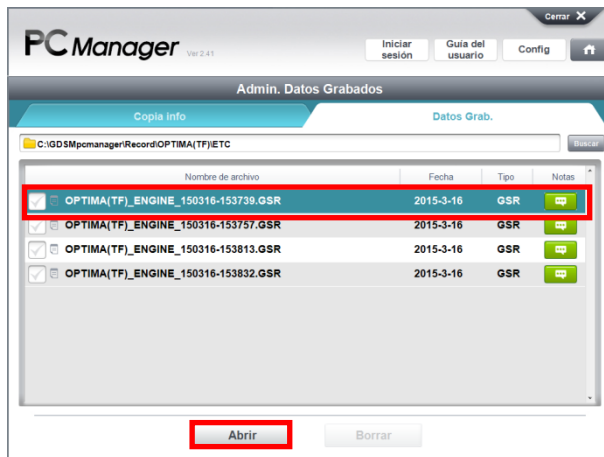 Cerrar X
PC Manager Ver 2.41
Iniciar sesión
Guía del usuario
Config
Admin. Datos Grabados
Copia info
Datos Grab.
C:\GDSMpcmanager\Record\OPTIMA(TF)\ETC
Buscar
Nombre de archivo Fecha Tipo Notas
OPTIMA(TF)_ENGINE_150316-153739.GSR 2015-3-16 GSR
OPTIMA(TF)_ENGINE_150316-153757.GSR 2015-3-16 GSR
OPTIMA(TF)_ENGINE_150316-153813.GSR 2015-3-16 GSR
OPTIMA(TF)_ENGINE_150316-153832.GSR 2015-3-16 GSR
Abrir
Borrar